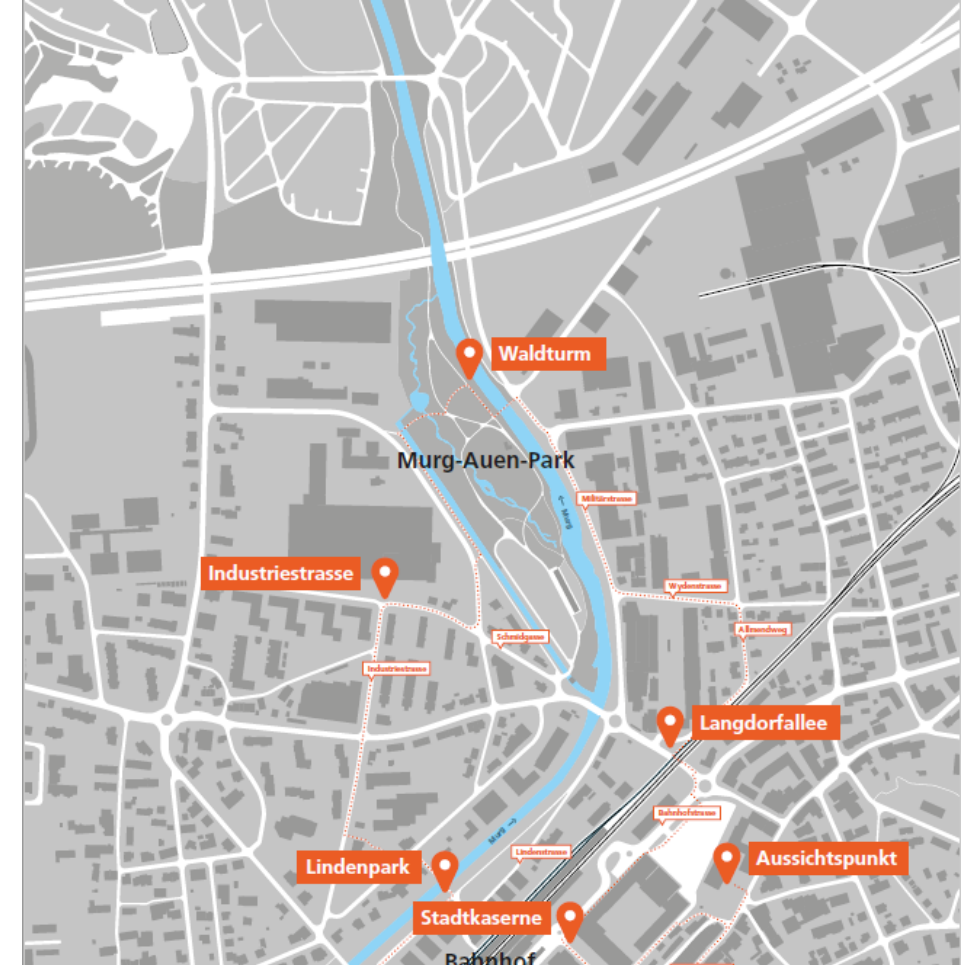 Waldturm
Murg-Auen-Park
Militärstrasse
← Murg
Industriestrasse
Wydenstrasse
Allmendweg
Schmidgasse
Industriestrasse
Langdorfallee
Bahnhofstrasse
Murg →
Lindenstrasse
Aussichtspunkt
Lindenpark
Stadtkaserne
Bahnhof